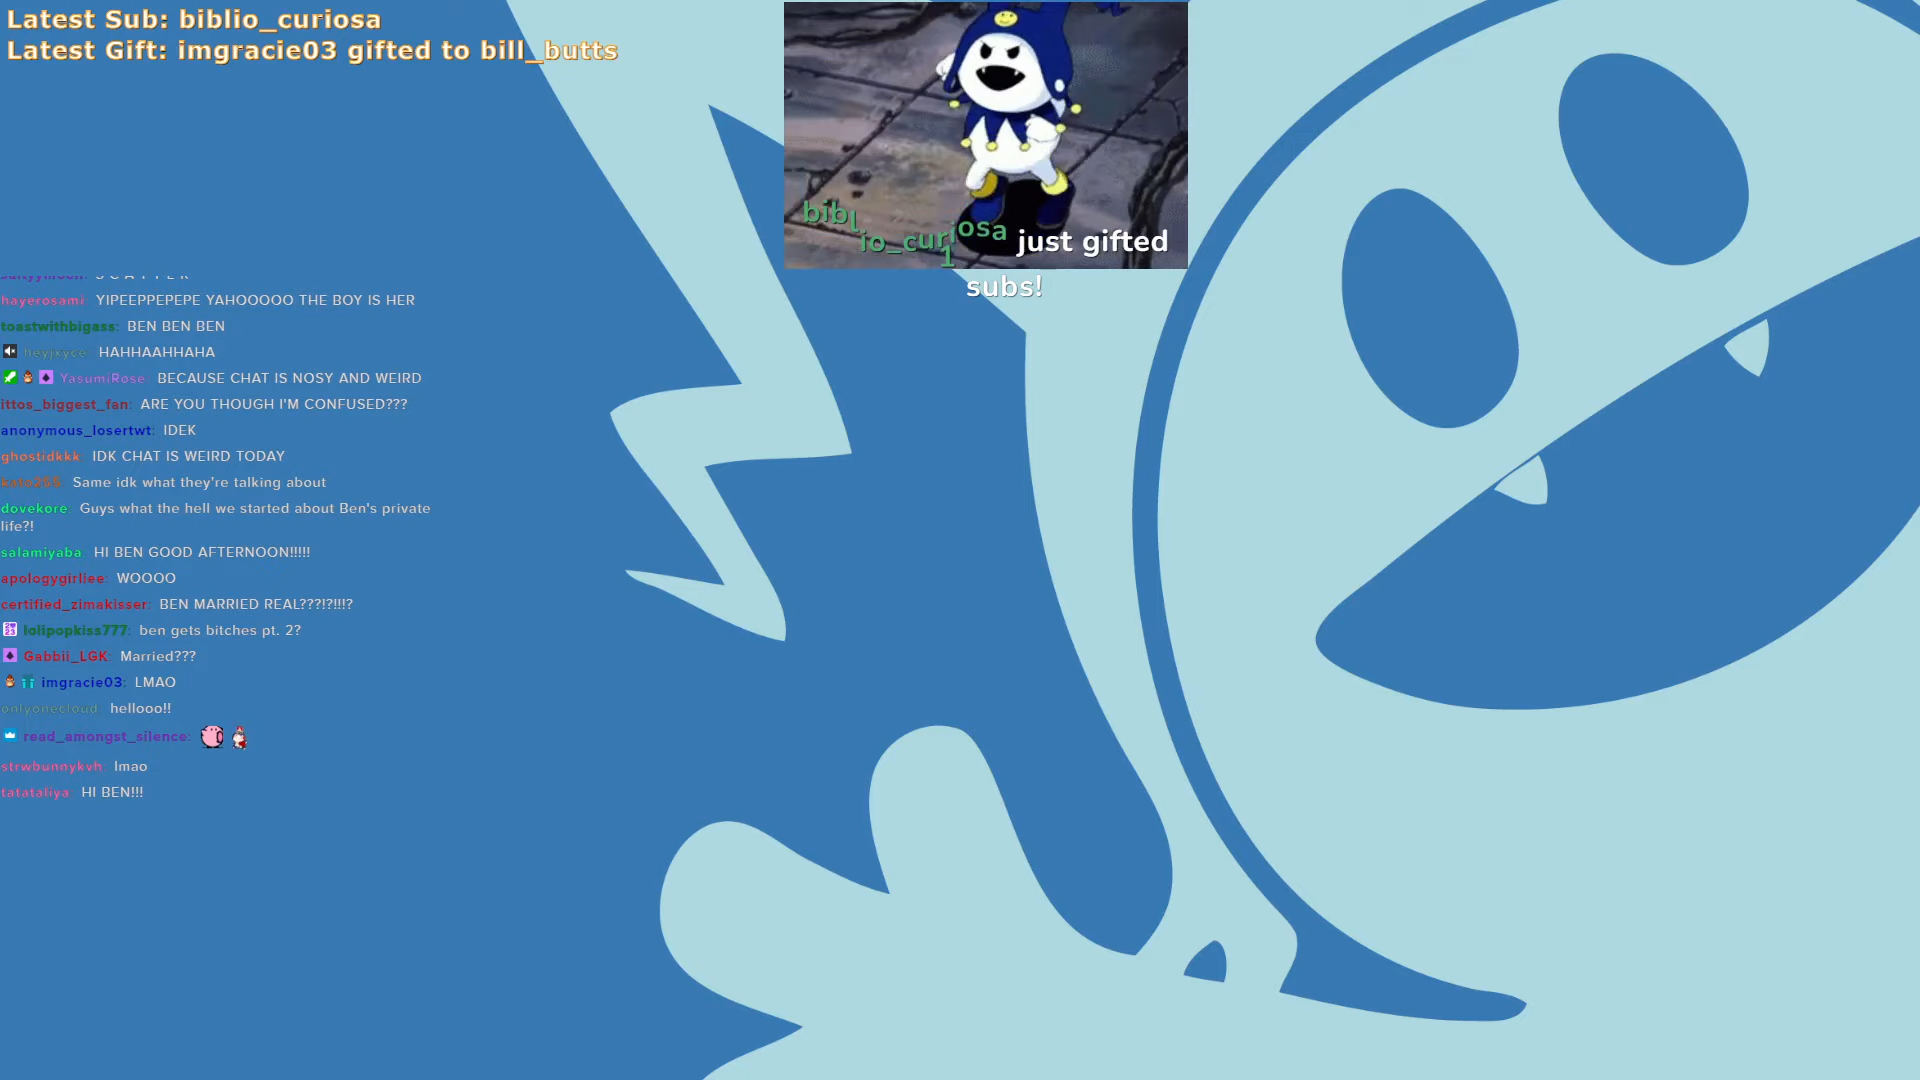 Latest Sub: biblio_curiosa
Latest Gift: imgracie03 gifted to bill_butts
biblio_curiosa just gifted
1
subs!
hayerosami: YIPEEPPEPEPE YAHOOOOO THE BOY IS HER
toastwithbigass: BEN BEN BEN
heyjxyce: HAHHAAHHAHA
YasumiRose: BECAUSE CHAT IS NOSY AND WEIRD
ittos_biggest_fan: ARE YOU THOUGH I'M CONFUSED???
anonymous_losertwt: IDEK
ghostidkkk: IDK CHAT IS WEIRD TODAY
Same idk what they're talking about
dovekore: Guys what the hell we started about Ben's private
life?!
salamiyaba: HI BEN GOOD AFTERNOON!!!!!
apologygirliee: WOOOO
certified_zimakisser: BEN MARRIED REAL???!?!!!?
lolipopkiss777: ben gets bitches pt. 2?
Gabbii_LGK: Married???
imgracie03: LMAO
onlyonecloud: hellooo!!
read_amongst_silence:
strwbunnykvh: lmao
tatataliya: HI BEN!!!